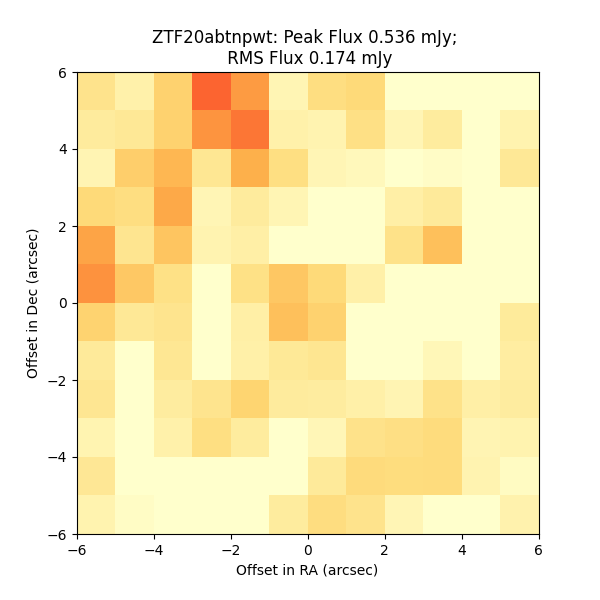 ZTF20abtnpwt: Peak Flux 0.536 mJy;
RMS Flux 0.174 mJy
6
4
2
0
−2
−4
−6
Offset in Dec (arcsec)
−6 −4 −2 0 2 4 6
Offset in RA (arcsec)